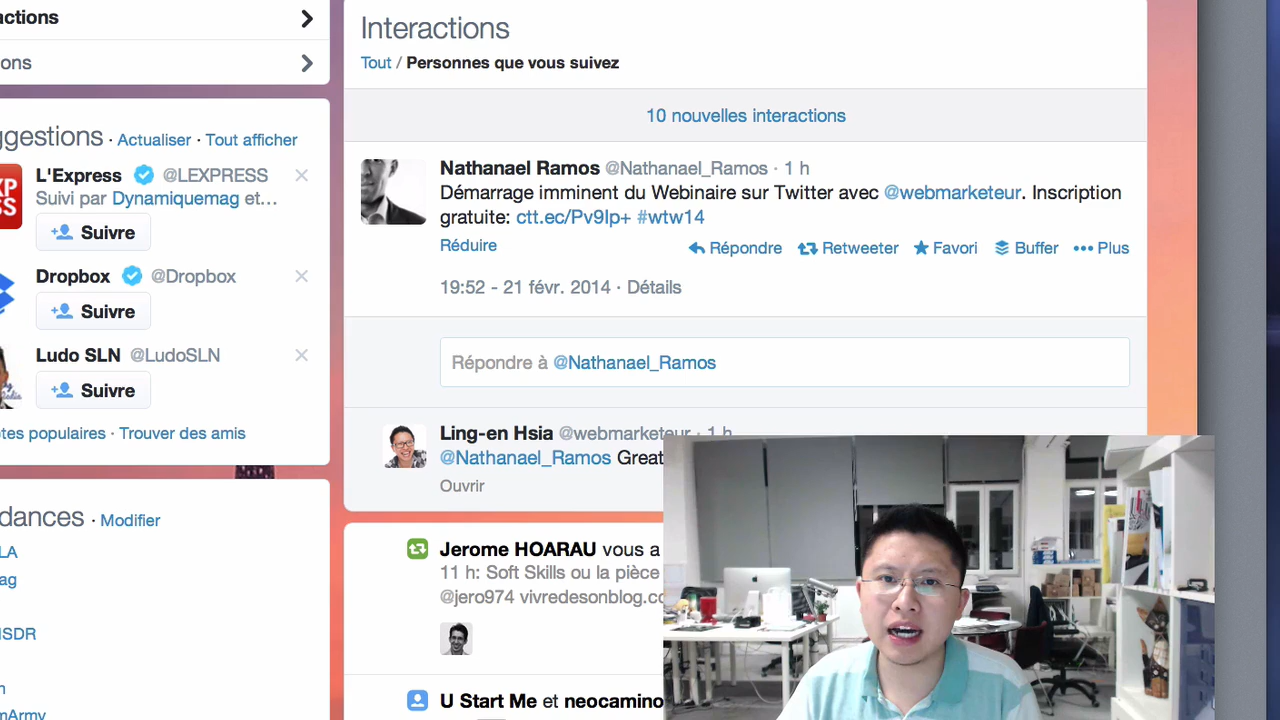 actions
ons
ggestions · Actualiser · Tout afficher
L'Express @LEXPRESS
Suivi par Dynamiquemag et…
Suivre
Dropbox @Dropbox
Suivre
Ludo SLN @LudoSLN
Suivre
tes populaires · Trouver des amis
dances · Modifier
LA
ag
ISDR
n
mArmy
Interactions
Tout / Personnes que vous suivez
10 nouvelles interactions
Nathanael Ramos @Nathanael_Ramos · 1 h
Démarrage imminent du Webinaire sur Twitter avec @webmarketeur. Inscription
gratuite: ctt.ec/Pv9lp+ #wtw14
Réduire
Répondre Retweeter Favori Buffer Plus
19:52 - 21 févr. 2014 · Détails
Répondre à @Nathanael_Ramos
Ling-en Hsia @webmarketeur · 1 h
@Nathanael_Ramos Great
Ouvrir
Jerome HOARAU vous a
11 h: Soft Skills ou la pièce
@jero974 vivredesonblog.co
U Start Me et neocamino